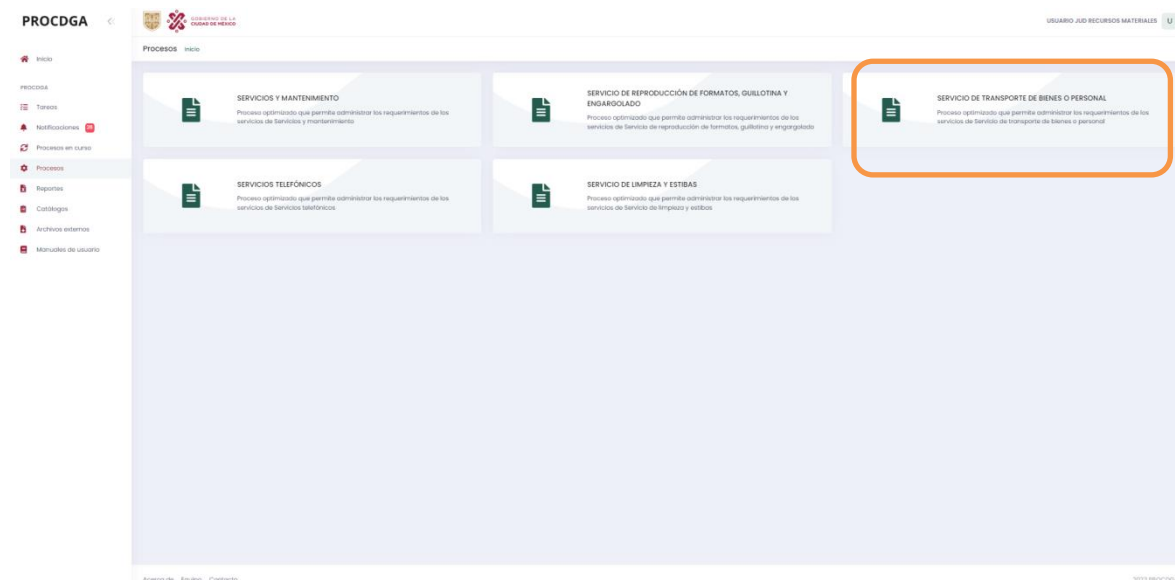 PROCDGA
GOBIERNO DE LA
CIUDAD DE MÉXICO
USUARIO JUD RECURSOS MATERIALES U
Procesos Inicio
Inicio
PROCDGA
Tareas
Notificaciones
Procesos en curso
Procesos
Reportes
Catálogos
Archivos externos
Manuales de usuario
SERVICIOS Y MANTENIMIENTO
Proceso optimizado que permite administrar los requerimientos de los
servicios de Servicios y mantenimiento
SERVICIO DE REPRODUCCIÓN DE FORMATOS, GUILLOTINA Y
ENGARGOLADO
Proceso optimizado que permite administrar los requerimientos de los
servicios de Servicio de reproducción de formatos, guillotina y engargolado
SERVICIO DE TRANSPORTE DE BIENES O PERSONAL
Proceso optimizado que permite administrar los requerimientos de los
servicios de Servicio de transporte de bienes o personal
SERVICIOS TELEFÓNICOS
Proceso optimizado que permite administrar los requerimientos de los
servicios de Servicios telefónicos
SERVICIO DE LIMPIEZA Y ESTIBAS
Proceso optimizado que permite administrar los requerimientos de los
servicios de Servicio de limpieza y estibas
Acerca de Equipo Contacto